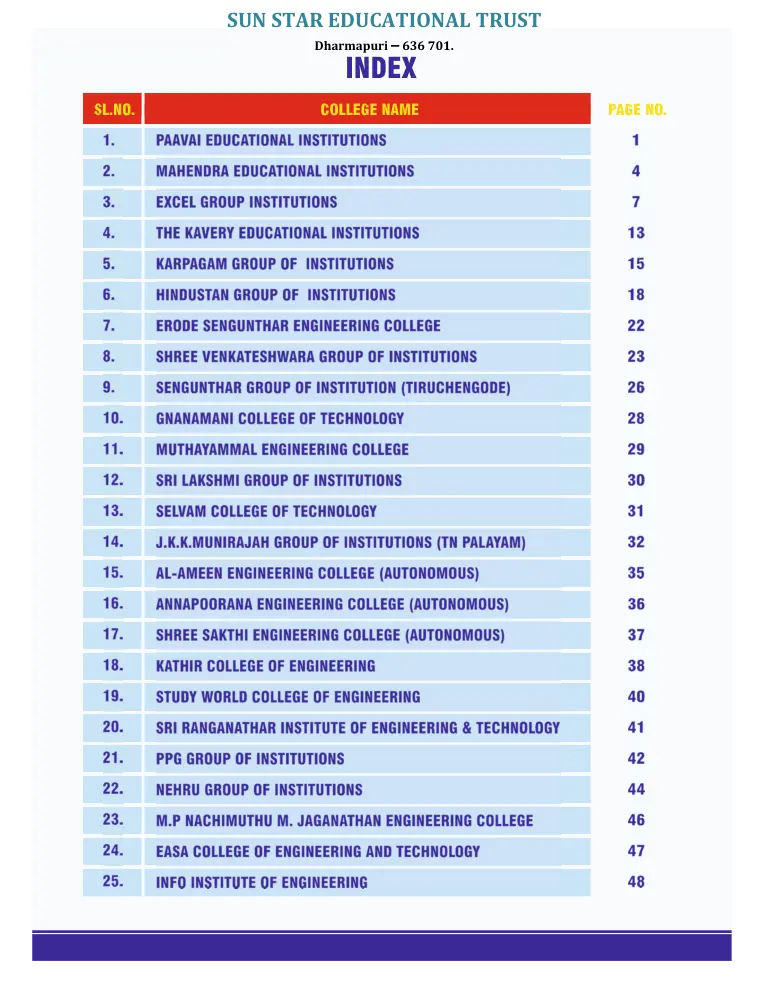 SUN STAR EDUCATIONAL TRUST
Dharmapuri – 636 701.
INDEX
SL.NO. COLLEGE NAME PAGE NO.
1. PAAVAI EDUCATIONAL INSTITUTIONS 1
2. MAHENDRA EDUCATIONAL INSTITUTIONS 4
3. EXCEL GROUP INSTITUTIONS 7
4. THE KAVERY EDUCATIONAL INSTITUTIONS 13
5. KARPAGAM GROUP OF INSTITUTIONS 15
6. HINDUSTAN GROUP OF INSTITUTIONS 18
7. ERODE SENGUNTHAR ENGINEERING COLLEGE 22
8. SHREE VENKATESHWARA GROUP OF INSTITUTIONS 23
9. SENGUNTHAR GROUP OF INSTITUTION (TIRUCHENGODE) 26
10. GNANAMANI COLLEGE OF TECHNOLOGY 28
11. MUTHAYAMMAL ENGINEERING COLLEGE 29
12. SRI LAKSHMI GROUP OF INSTITUTIONS 30
13. SELVAM COLLEGE OF TECHNOLOGY 31
14. J.K.K.MUNIRAJAH GROUP OF INSTITUTIONS (TN PALAYAM) 32
15. AL-AMEEN ENGINEERING COLLEGE (AUTONOMOUS) 35
16. ANNAPOORANA ENGINEERING COLLEGE (AUTONOMOUS) 36
17. SHREE SAKTHI ENGINEERING COLLEGE (AUTONOMOUS) 37
18. KATHIR COLLEGE OF ENGINEERING 38
19. STUDY WORLD COLLEGE OF ENGINEERING 40
20. SRI RANGANATHAR INSTITUTE OF ENGINEERING & TECHNOLOGY 41
21. PPG GROUP OF INSTITUTIONS 42
22. NEHRU GROUP OF INSTITUTIONS 44
23. M.P NACHIMUTHU M. JAGANATHAN ENGINEERING COLLEGE 46
24. EASA COLLEGE OF ENGINEERING AND TECHNOLOGY 47
25. INFO INSTITUTE OF ENGINEERING 48